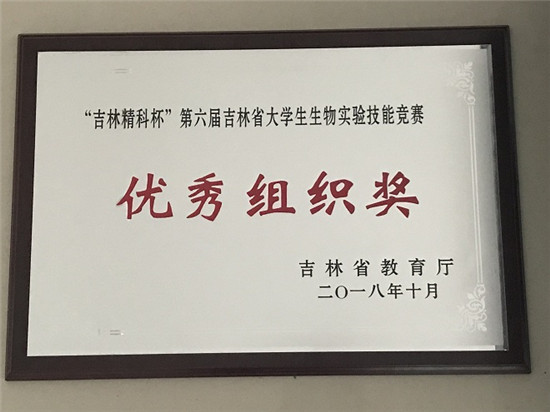 “吉林精科杯”第六届吉林省大学生生物实验技能竞赛
优秀组织奖
吉林省教育厅
二〇一八年十月